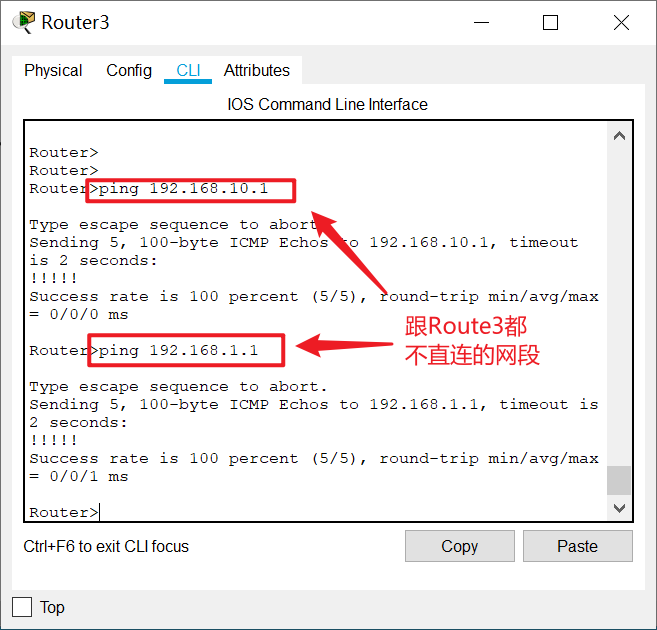 Router3
Physical Config CLI Attributes
IOS Command Line Interface
Router>
Router>
Router>ping 192.168.10.1
Type escape sequence to abort.
Sending 5, 100-byte ICMP Echos to 192.168.10.1, timeout
is 2 seconds:
!!!!!
Success rate is 100 percent (5/5), round-trip min/avg/max
= 0/0/0 ms
跟Route3都
不直连的网段
Router>ping 192.168.1.1
Type escape sequence to abort.
Sending 5, 100-byte ICMP Echos to 192.168.1.1, timeout is
2 seconds:
!!!!!
Success rate is 100 percent (5/5), round-trip min/avg/max
= 0/0/1 ms
Router>
Ctrl+F6 to exit CLI focus
Copy
Paste
Top